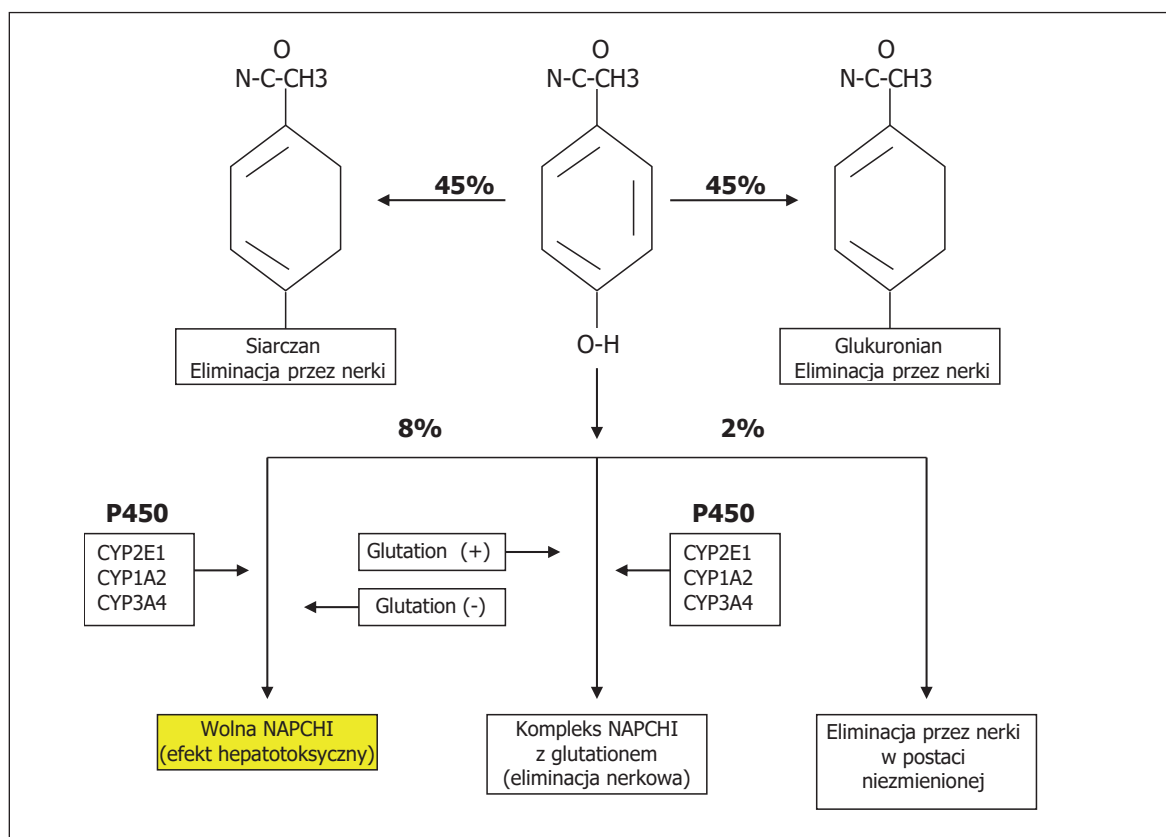 O
N-C-CH3
O
N-C-CH3
O
N-C-CH3
45%
45%
Siarczan
Eliminacja przez nerki
O-H
Glukuronian
Eliminacja przez nerki
8%
2%
P450
CYP2E1
CYP1A2
CYP3A4
Glutation (+)
Glutation (-)
P450
CYP2E1
CYP1A2
CYP3A4
Wolna NAPCHI
(efekt hepatotoksyczny)
Kompleks NAPCHI
z glutationem
(eliminacja nerkowa)
Eliminacja przez nerki
w postaci
niezmienionej